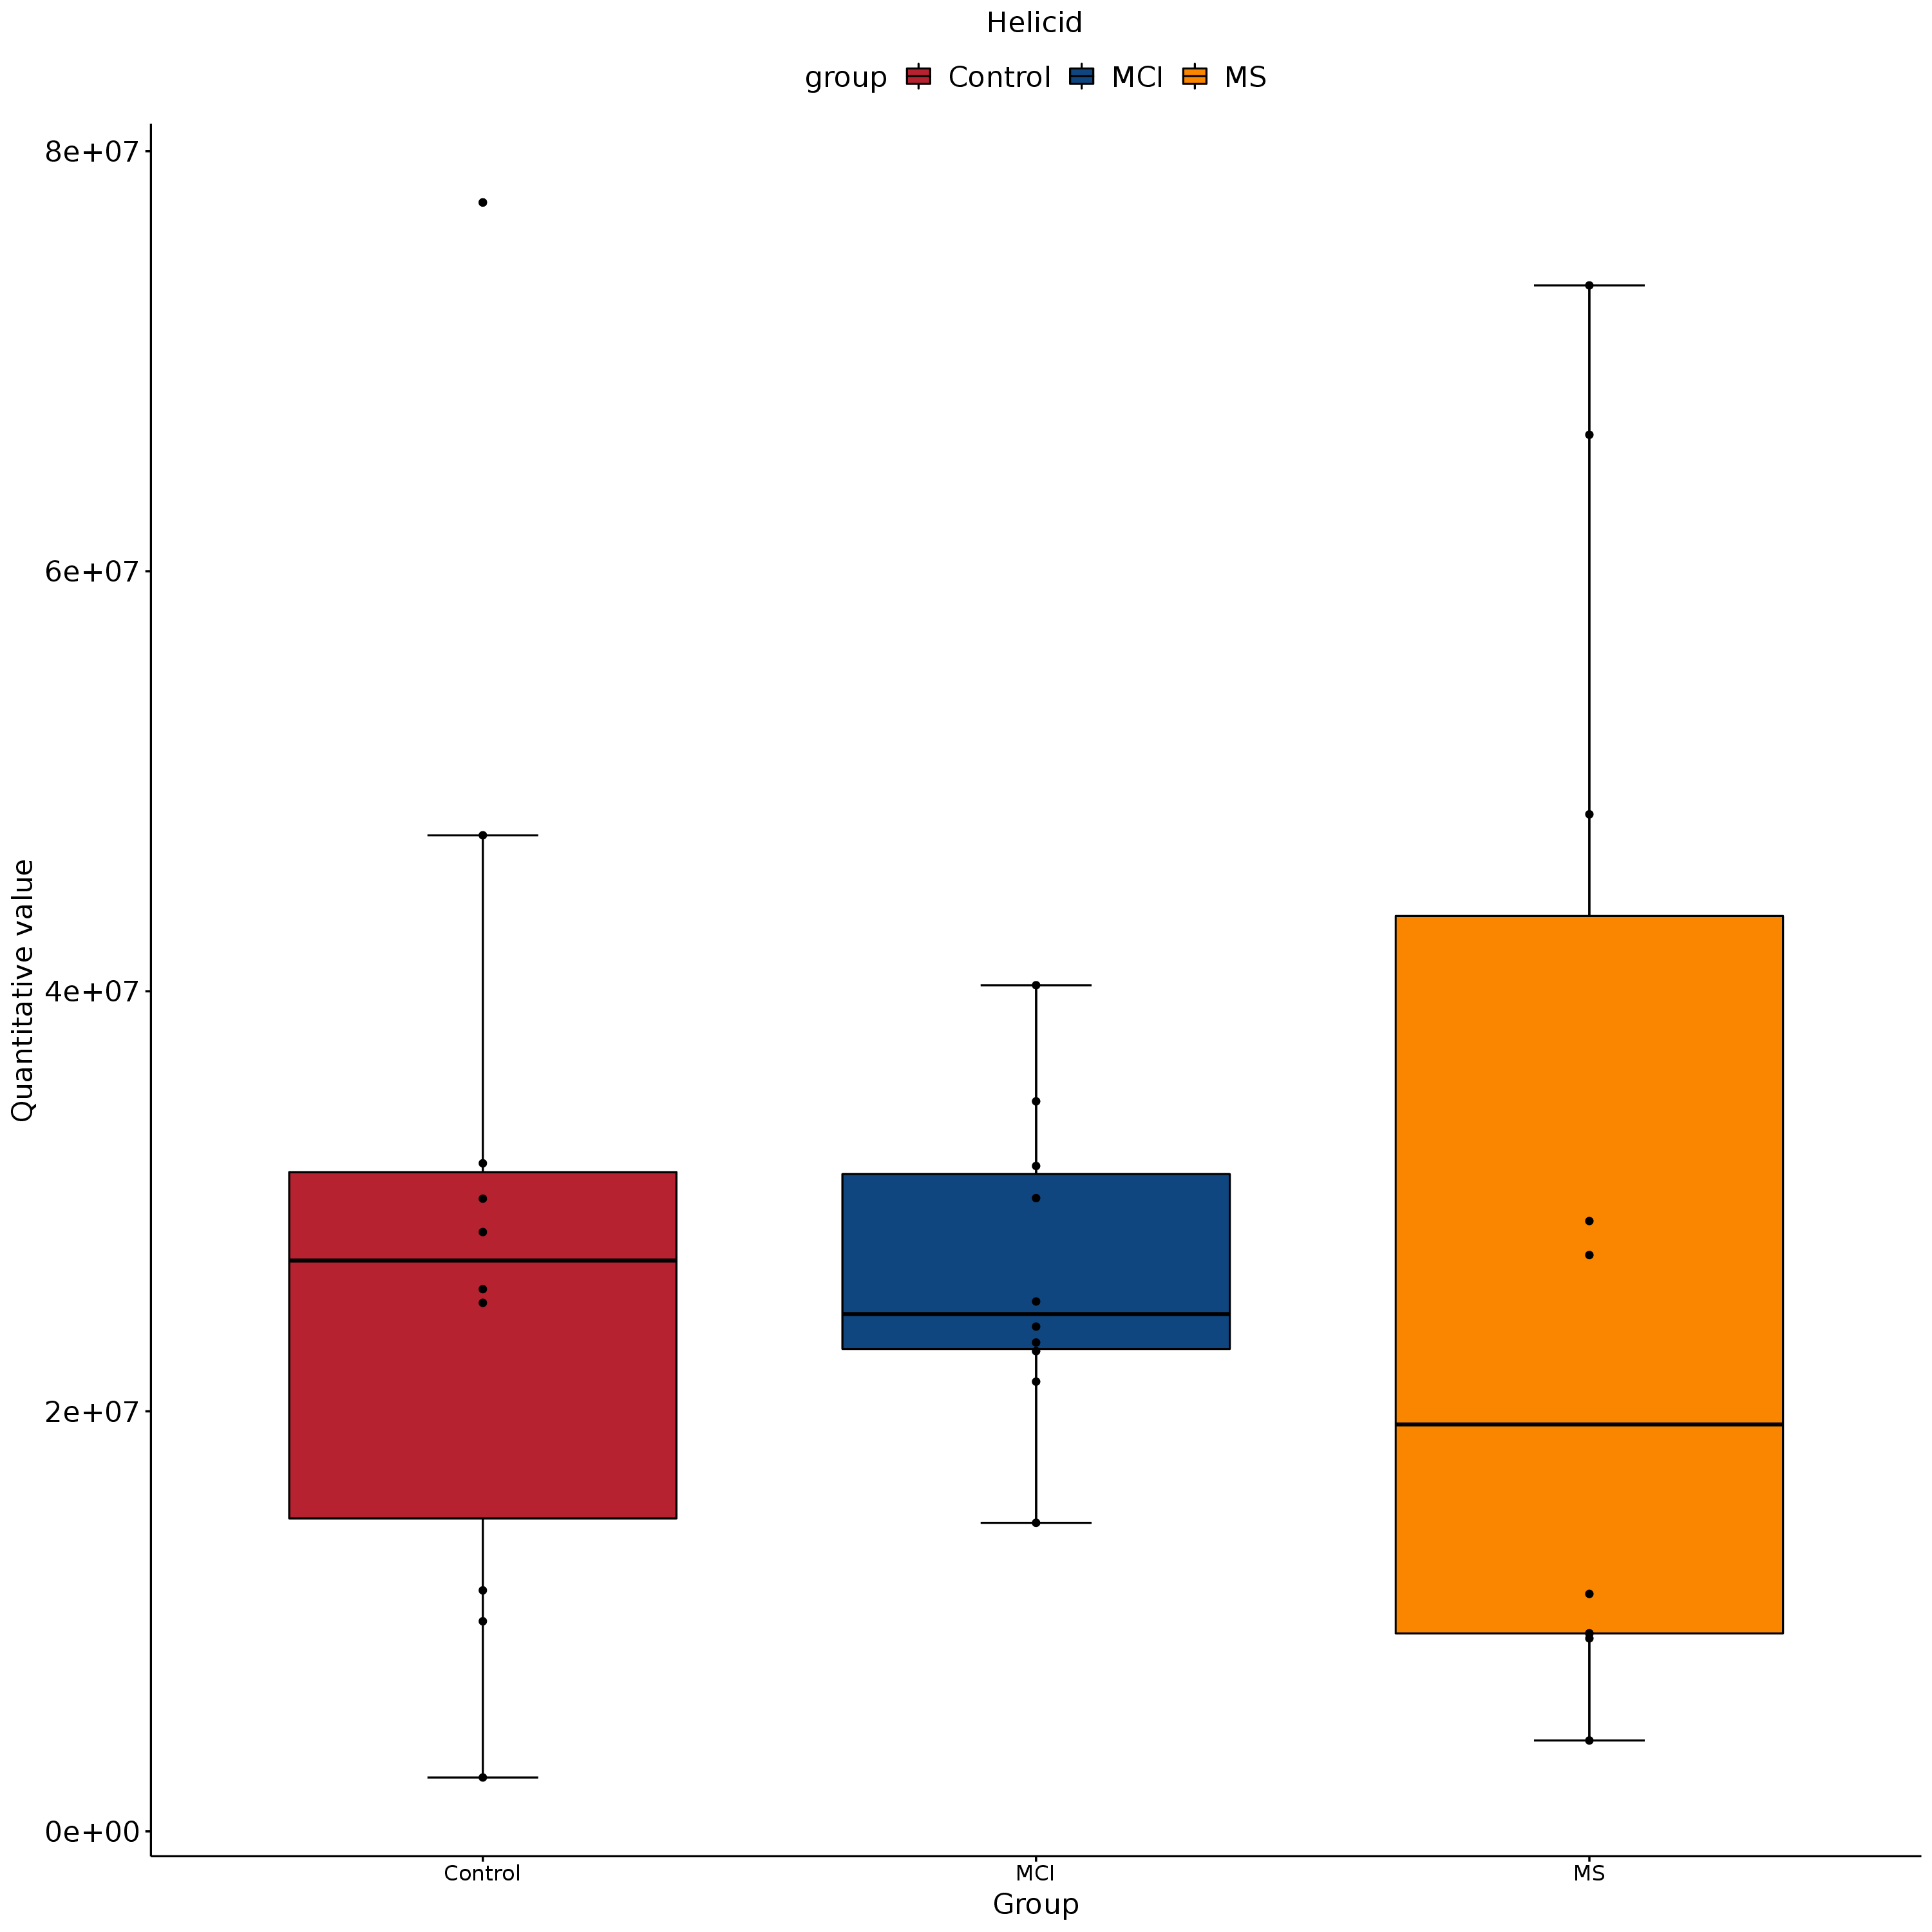 Helicid
group Control MCI MS
8e+07
6e+07
4e+07
2e+07
0e+00
Quantitative value
Control MCI MS
Group